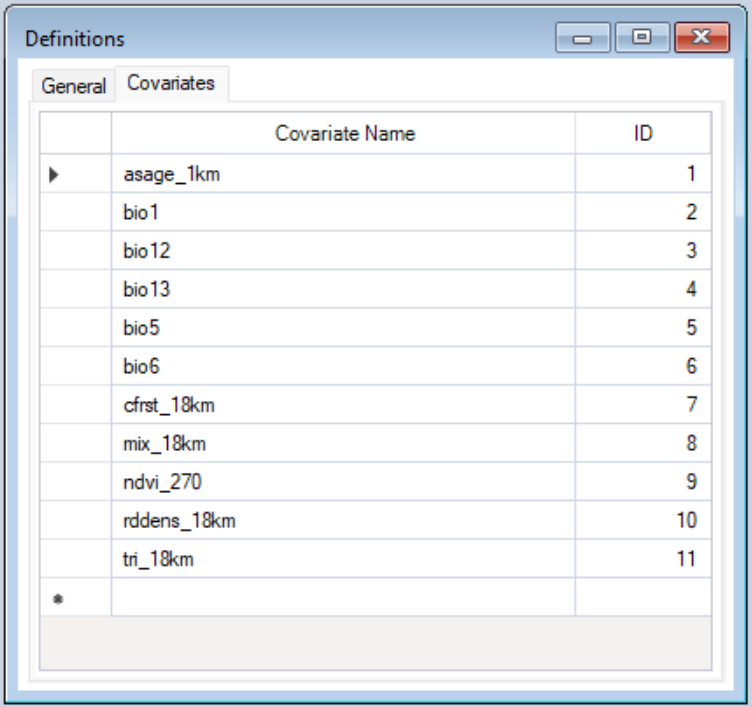 Definitions
General Covariates
Covariate Name ID
asage_1km 1
bio1 2
bio12 3
bio13 4
bio5 5
bio6 6
cfrst_18km 7
mix_18km 8
ndvi_270 9
rddens_18km 10
tri_18km 11